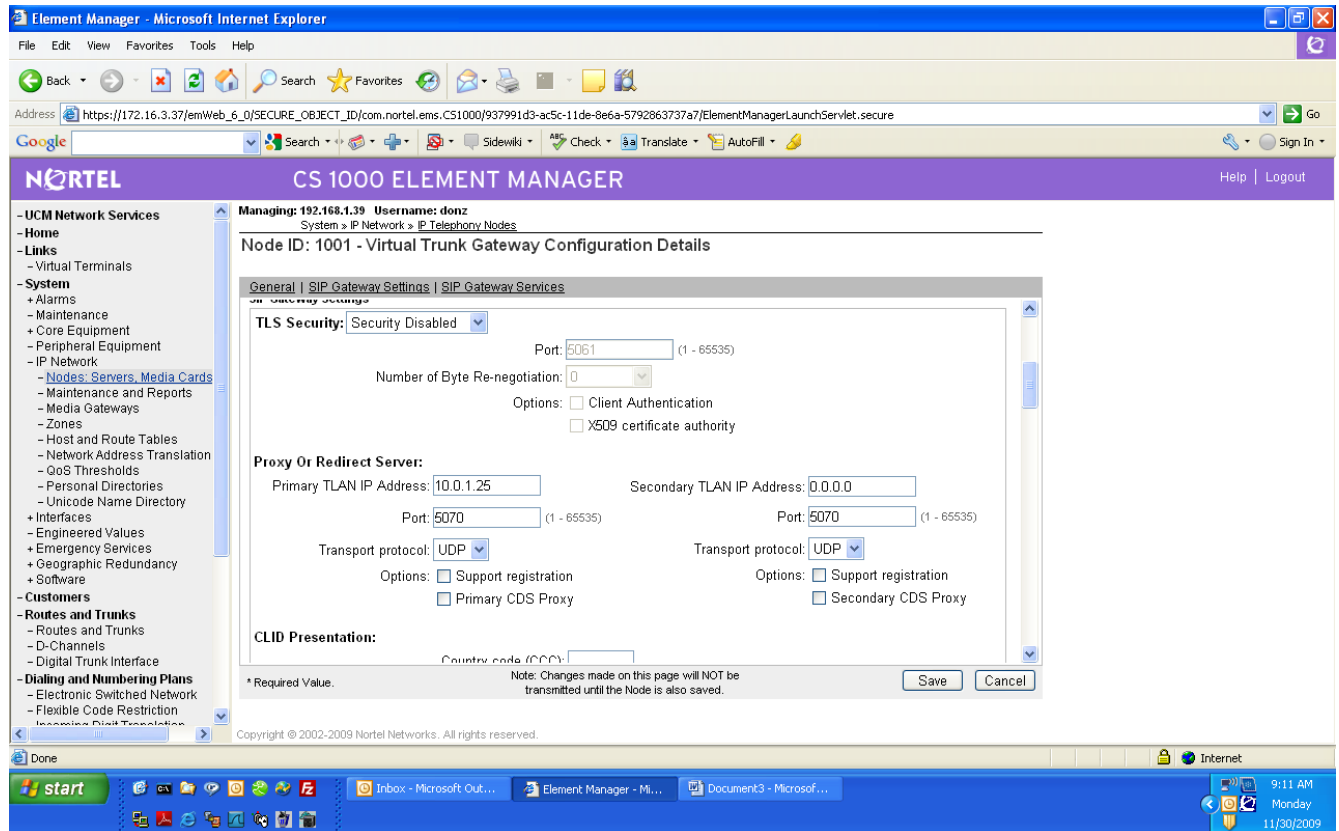 Element Manager - Microsoft Internet Explorer
File Edit View Favorites Tools Help
Back Search Favorites
Address https://172.16.3.37/emWeb_6_0/SECURE_OBJECT_ID/com.nortel.ems.CS1000/937991d3-ac5c-11de-8e6a-5792863737a7/ElementManagerLaunchServlet.secure Go
Google Search Sidewiki Check Translate AutoFill Sign In
NORTEL CS 1000 ELEMENT MANAGER Help | Logout
- UCM Network Services
- Home
- Links
- Virtual Terminals
- System
+ Alarms
- Maintenance
+ Core Equipment
- Peripheral Equipment
- IP Network
- Nodes: Servers, Media Cards
- Maintenance and Reports
- Media Gateways
- Zones
- Host and Route Tables
- Network Address Translation
- QoS Thresholds
- Personal Directories
- Unicode Name Directory
+ Interfaces
- Engineered Values
+ Emergency Services
+ Geographic Redundancy
+ Software
- Customers
- Routes and Trunks
- Routes and Trunks
- D-Channels
- Digital Trunk Interface
- Dialing and Numbering Plans
- Electronic Switched Network
- Flexible Code Restriction
- Incoming Digit Translation
Managing: 192.168.1.39 Username: donz
System » IP Network » IP Telephony Nodes
Node ID: 1001 - Virtual Trunk Gateway Configuration Details
General | SIP Gateway Settings | SIP Gateway Services
SIP Gateway Settings
TLS Security: Security Disabled
Port: 5061 (1 - 65535)
Number of Byte Re-negotiation: 0
Options: Client Authentication
X509 certificate authority
Proxy Or Redirect Server:
Primary TLAN IP Address: 10.0.1.25 Secondary TLAN IP Address: 0.0.0.0
Port: 5070 (1 - 65535) Port: 5070 (1 - 65535)
Transport protocol: UDP Transport protocol: UDP
Options: Support registration Options: Support registration
Primary CDS Proxy Secondary CDS Proxy
CLID Presentation:
Country code (CCC):
* Required Value. Note: Changes made on this page will NOT be
transmitted until the Node is also saved. Save Cancel
Copyright © 2002-2009 Nortel Networks. All rights reserved.
Done Internet
start Inbox - Microsoft Out... Element Manager - Mi... Document3 - Microsof... 9:11 AM
Monday
11/30/2009